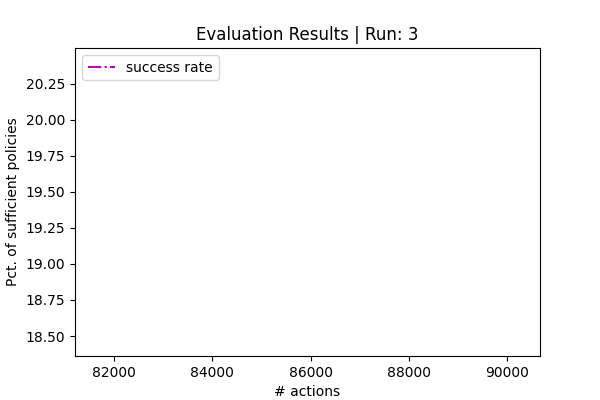 Evaluation Results | Run: 3
success rate
Pct. of sufficient policies
20.25
20.00
19.75
19.50
19.25
19.00
18.75
18.50
82000 84000 86000 88000 90000
# actions